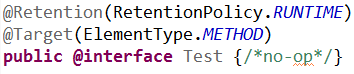 @Retention(RetentionPolicy.RUNTIME)
@Target(ElementType.METHOD)
public @interface Test {/*no-op*/}